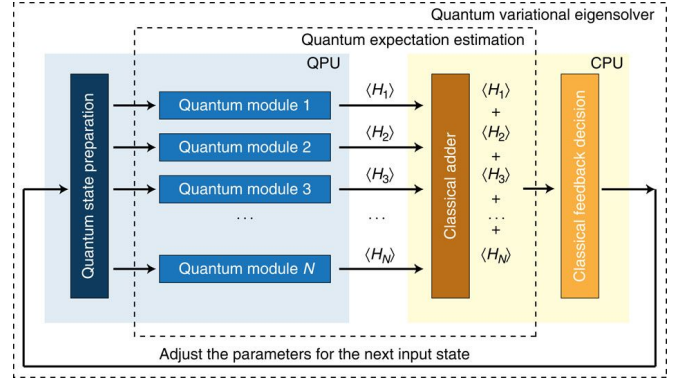 Quantum variational eigensolver
Quantum expectation estimation
QPU
CPU
Quantum state preparation
Quantum module 1
Quantum module 2
Quantum module 3
...
Quantum module N
⟨H₁⟩
⟨H₂⟩
⟨H₃⟩
...
⟨H_N⟩
Classical adder
⟨H₁⟩
+
⟨H₂⟩
+
⟨H₃⟩
+
...
+
⟨H_N⟩
Classical feedback decision
Adjust the parameters for the next input state